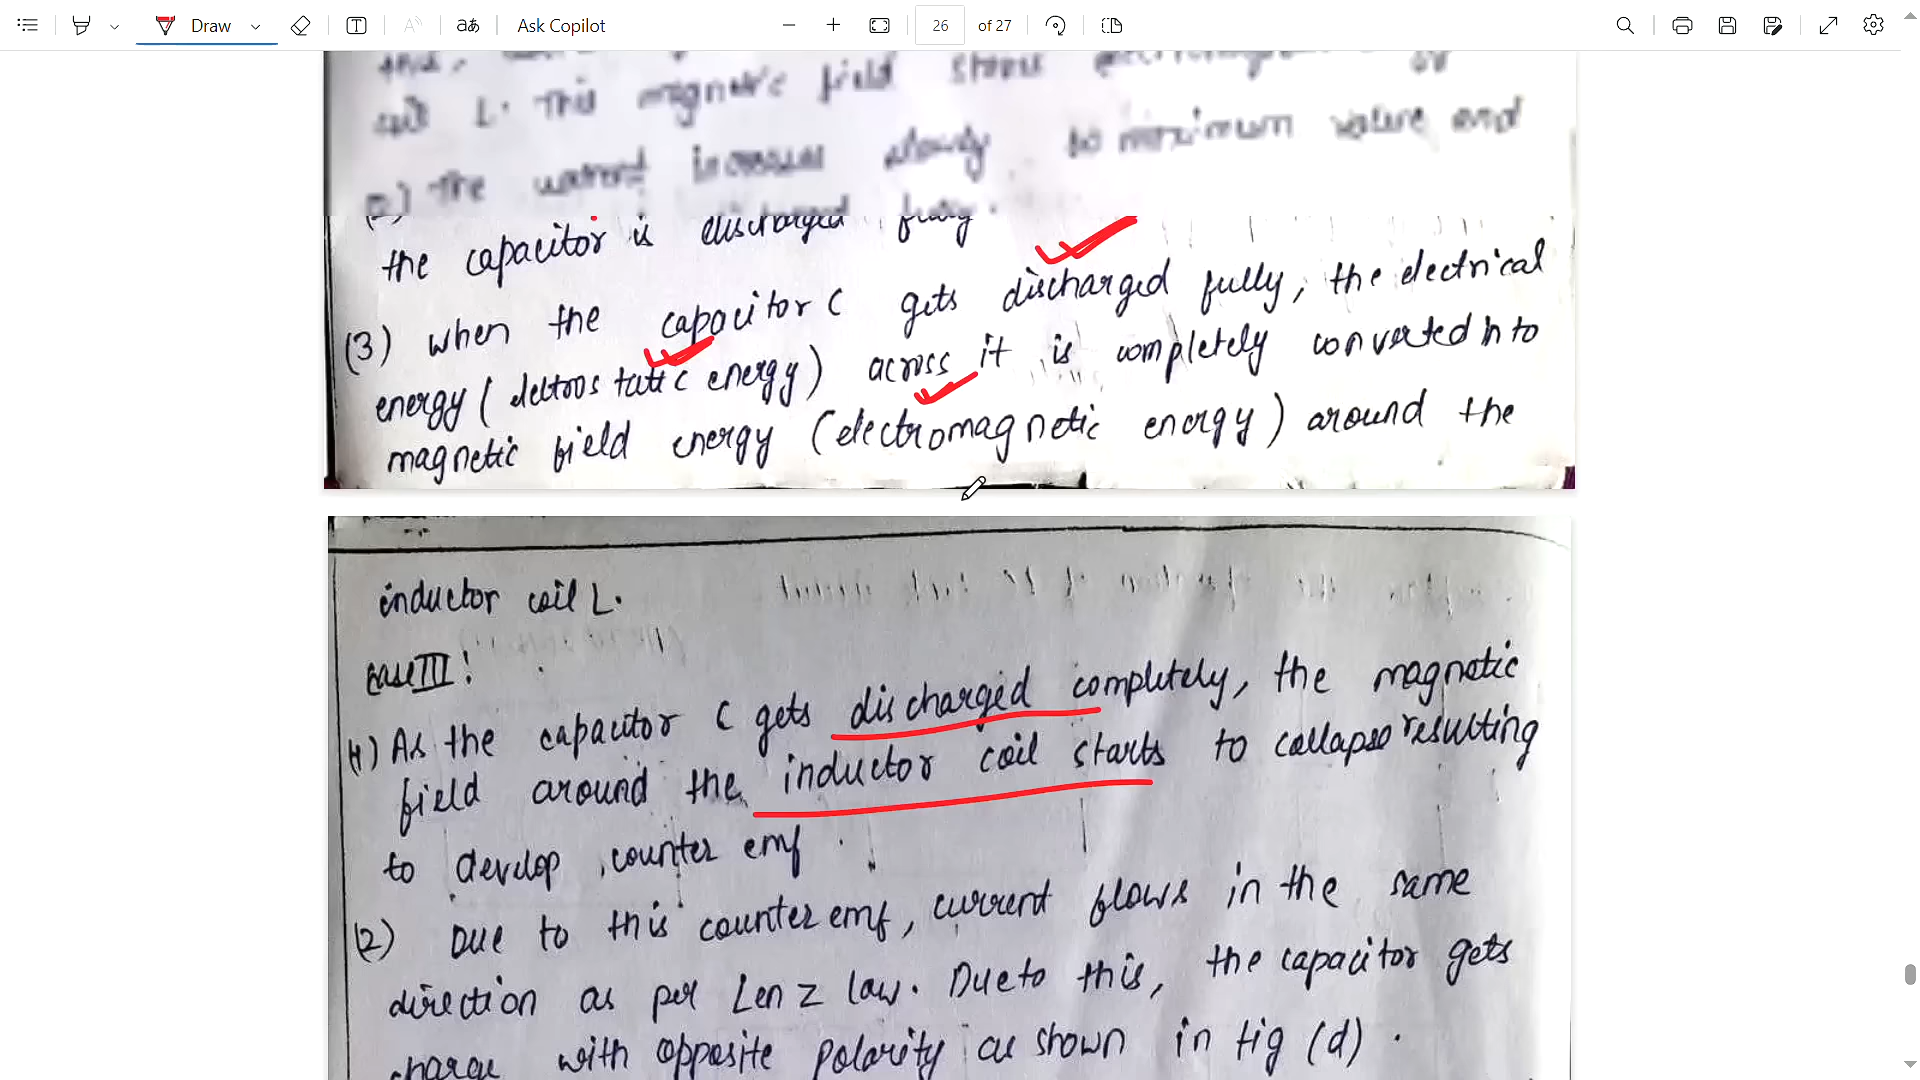 Draw
aあ
Ask Copilot
26 of 27
L. This magnetic field stores
(2) The current increases slowly to maximum value and
the capacitor is discharged fully.
(3) when the capacitor C gets discharged fully, the electrical
energy (electrostatic energy) across it is completely converted into
magnetic field energy (electromagnetic energy) around the
inductor coil L.
Case III:
(1) As the capacitor C gets discharged completely, the magnetic
field around the inductor coil starts to collapse resulting
to develop counter emf.
(2) Due to this counter emf, current flows in the same
direction as per Lenz law. Due to this, the capacitor gets
charge with opposite polarity as shown in fig (d).